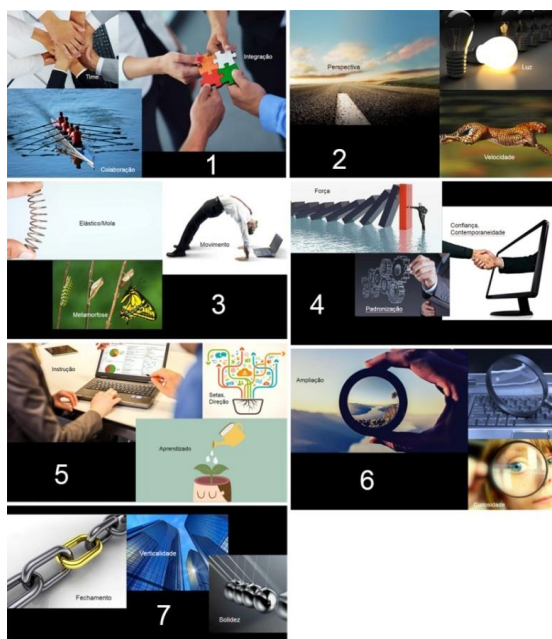 Time
Integração
Colaboração
1
Perspectiva
Luz
Velocidade
2
Elástico/Mola
Movimento
Metamorfose
3
Força
Confiança,
Contemporaneidade
Padronização
4
Instrução
Setas,
Direção
Aprendizado
5
Ampliação
Curiosidade
6
Verticalidade
Fechamento
Solidez
7